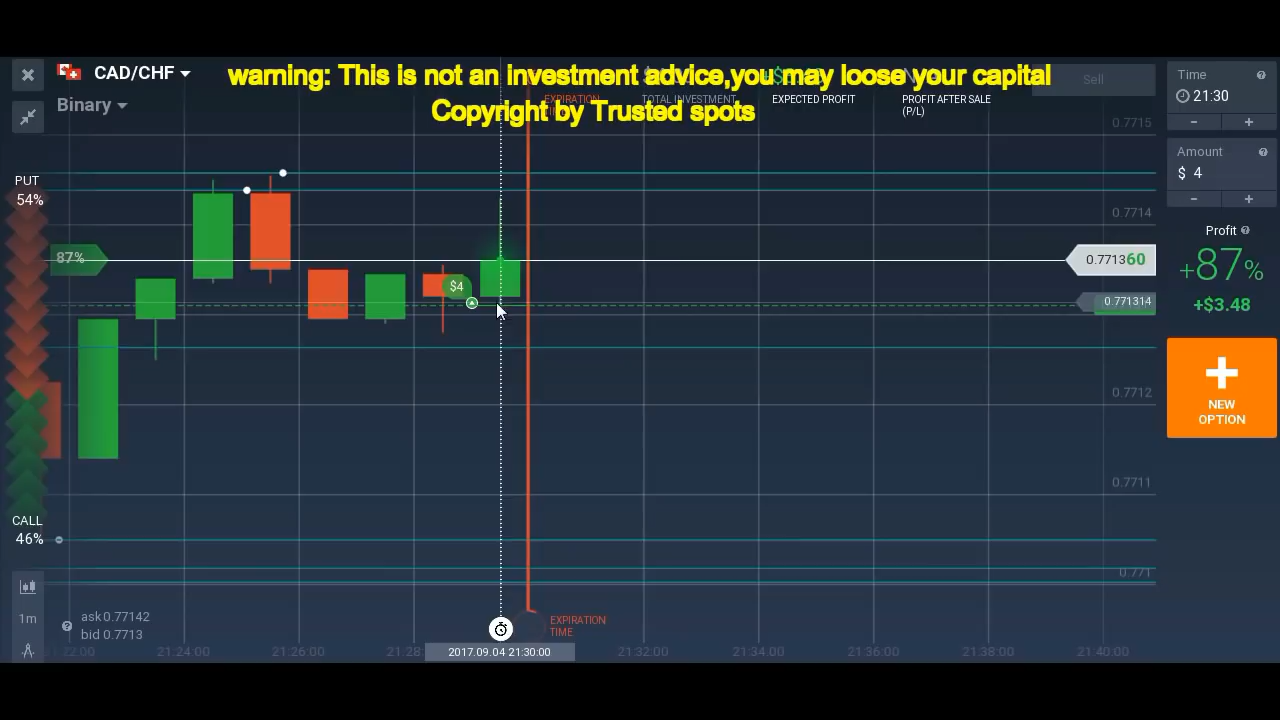 warning: This is not an investment advice,you may loose your capital
Copyright by Trusted spots
CAD/CHF
Binary
EXPIRATION
TOTAL INVESTMENT
EXPECTED PROFIT
PROFIT AFTER SALE
(P/L)
Sell
Time
21:30
- +
Amount
$ 4
- +
Profit
+87%
+$3.48
+
NEW
OPTION
PUT
54%
87%
$4
0.7715
0.7714
0.771360
0.771314
0.7712
0.7711
0.771
CALL
46%
1m
ask 0.77142
bid 0.7713
EXPIRATION
TIME
22:00
21:24:00
21:26:00
21:28:
2017.09.04 21:30:00
21:32:00
21:34:00
21:36:00
21:38:00
21:40:00